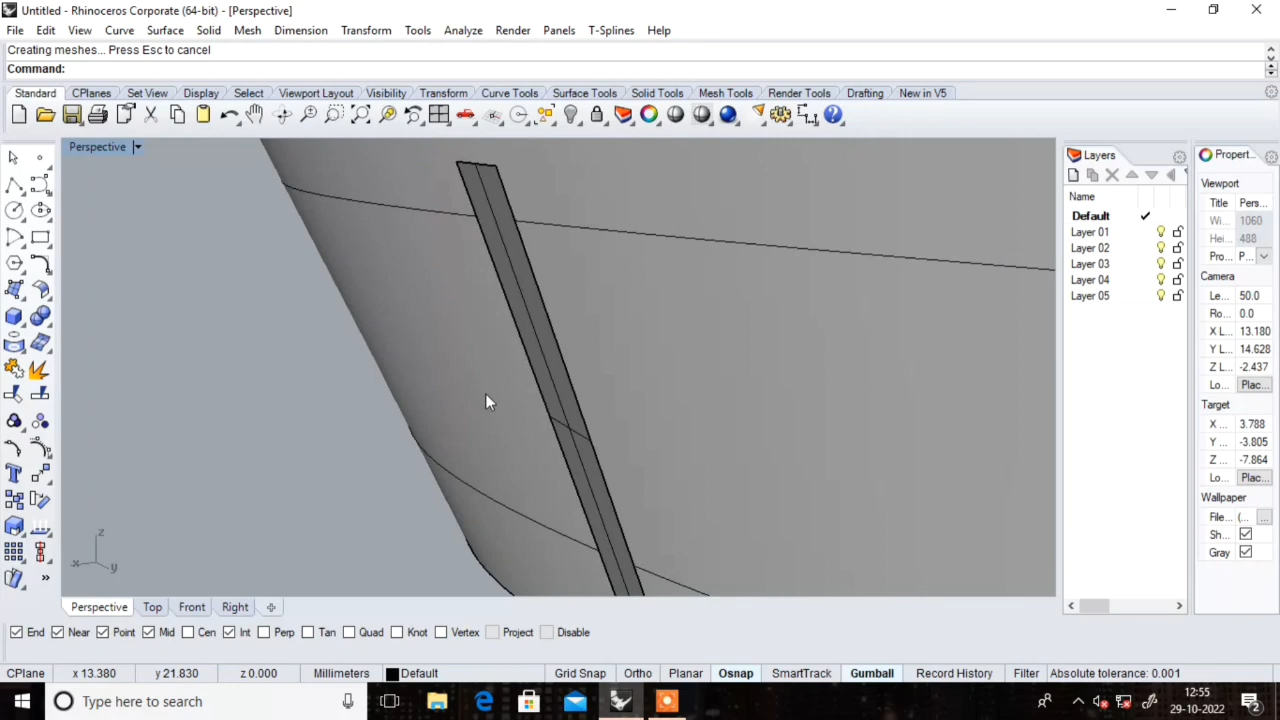 Untitled - Rhinoceros Corporate (64-bit) - [Perspective]
File Edit View Curve Surface Solid Mesh Dimension Transform Tools Analyze Render Panels T-Splines Help
Creating meshes... Press Esc to cancel
Command:
Standard CPlanes Set View Display Select Viewport Layout Visibility Transform Curve Tools Surface Tools Solid Tools Mesh Tools Render Tools Drafting New in V5
Perspective
Layers
Propert...
Name
Default
Layer 01
Layer 02
Layer 03
Layer 04
Layer 05
Viewport
Title Pers...
Wi... 1060
Hei... 488
Pro... P...
Camera
Le... 50.0
Ro... 0.0
X L... 13.180
Y L... 14.628
Z L... -2.437
Lo... Plac...
Target
X ... 3.788
Y ... -3.805
Z ... -7.864
Lo... Plac...
Wallpaper
File... (... ...
Sh...
Gray
z
x y
Perspective Top Front Right
End Near Point Mid Cen Int Perp Tan Quad Knot Vertex Project Disable
CPlane x 13.380 y 21.830 z 0.000 Millimeters Default Grid Snap Ortho Planar Osnap SmartTrack Gumball Record History Filter Absolute tolerance: 0.001
Type here to search
12:55
29-10-2022
2